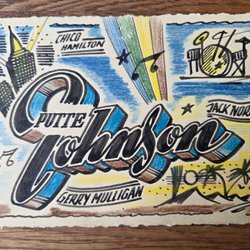 CHICO
HAMILTON
PUTTE
JACK NOR
Johnson
GERRY MULLIGAN